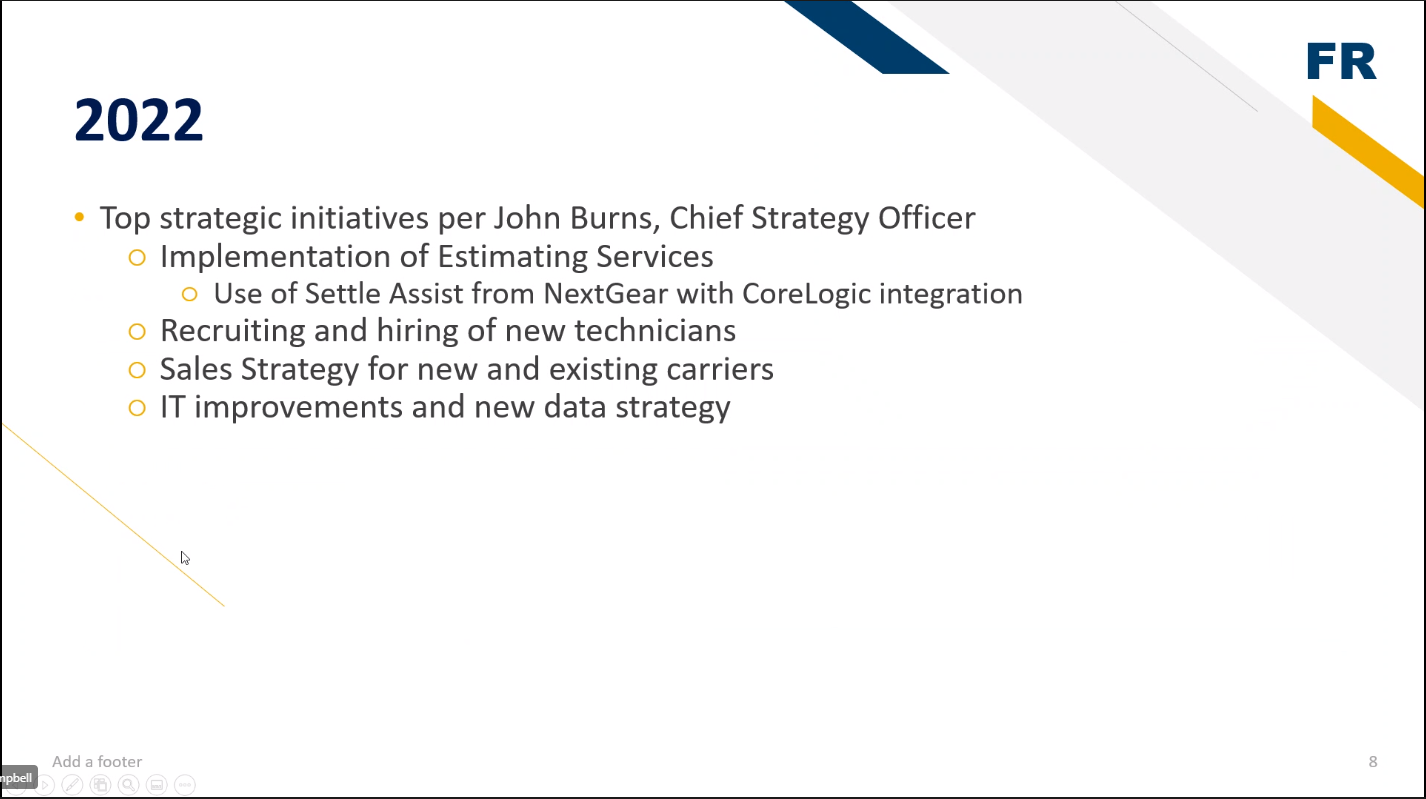 FR
2022
• Top strategic initiatives per John Burns, Chief Strategy Officer
○ Implementation of Estimating Services
○ Use of Settle Assist from NextGear with CoreLogic integration
○ Recruiting and hiring of new technicians
○ Sales Strategy for new and existing carriers
○ IT improvements and new data strategy
Add a footer
8
mpbell